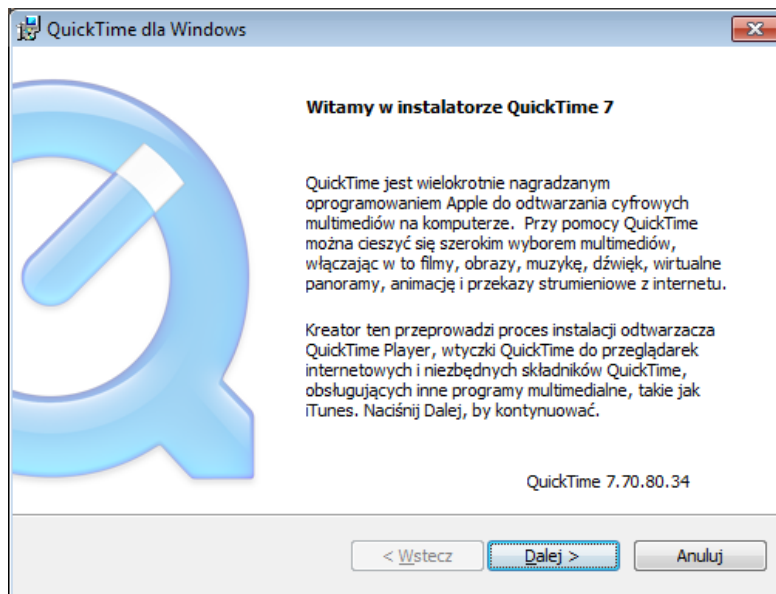 QuickTime dla Windows
Witamy w instalatorze QuickTime 7
QuickTime jest wielokrotnie nagradzanym
oprogramowaniem Apple do odtwarzania cyfrowych
multimediów na komputerze.  Przy pomocy QuickTime
można cieszyć się szerokim wyborem multimediów,
włączając w to filmy, obrazy, muzykę, dźwięk, wirtualne
panoramy, animację i przekazy strumieniowe z internetu.
Kreator ten przeprowadzi proces instalacji odtwarzacza
QuickTime Player, wtyczki QuickTime do przeglądarek
internetowych i niezbędnych składników QuickTime,
obsługujących inne programy multimedialne, takie jak
iTunes. Naciśnij Dalej, by kontynuować.
QuickTime 7.70.80.34
< Wstecz Dalej > Anuluj